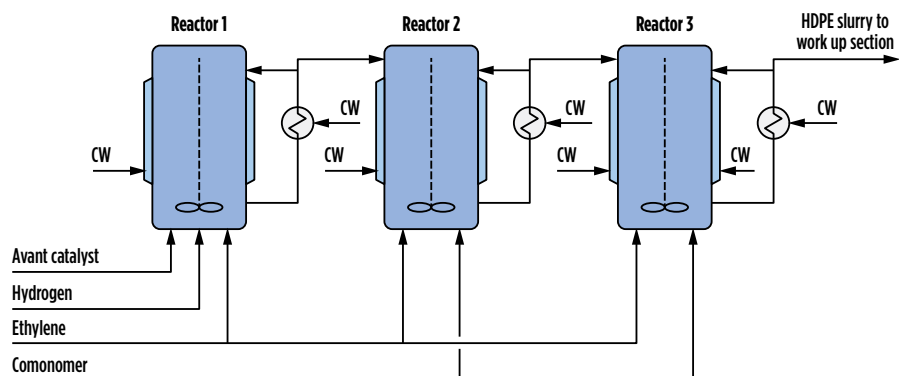 Reactor 1
Reactor 2
Reactor 3
HDPE slurry to
work up section
CW
CW
CW
CW
CW
CW
CW
CW
Avant catalyst
Hydrogen
Ethylene
Comonomer